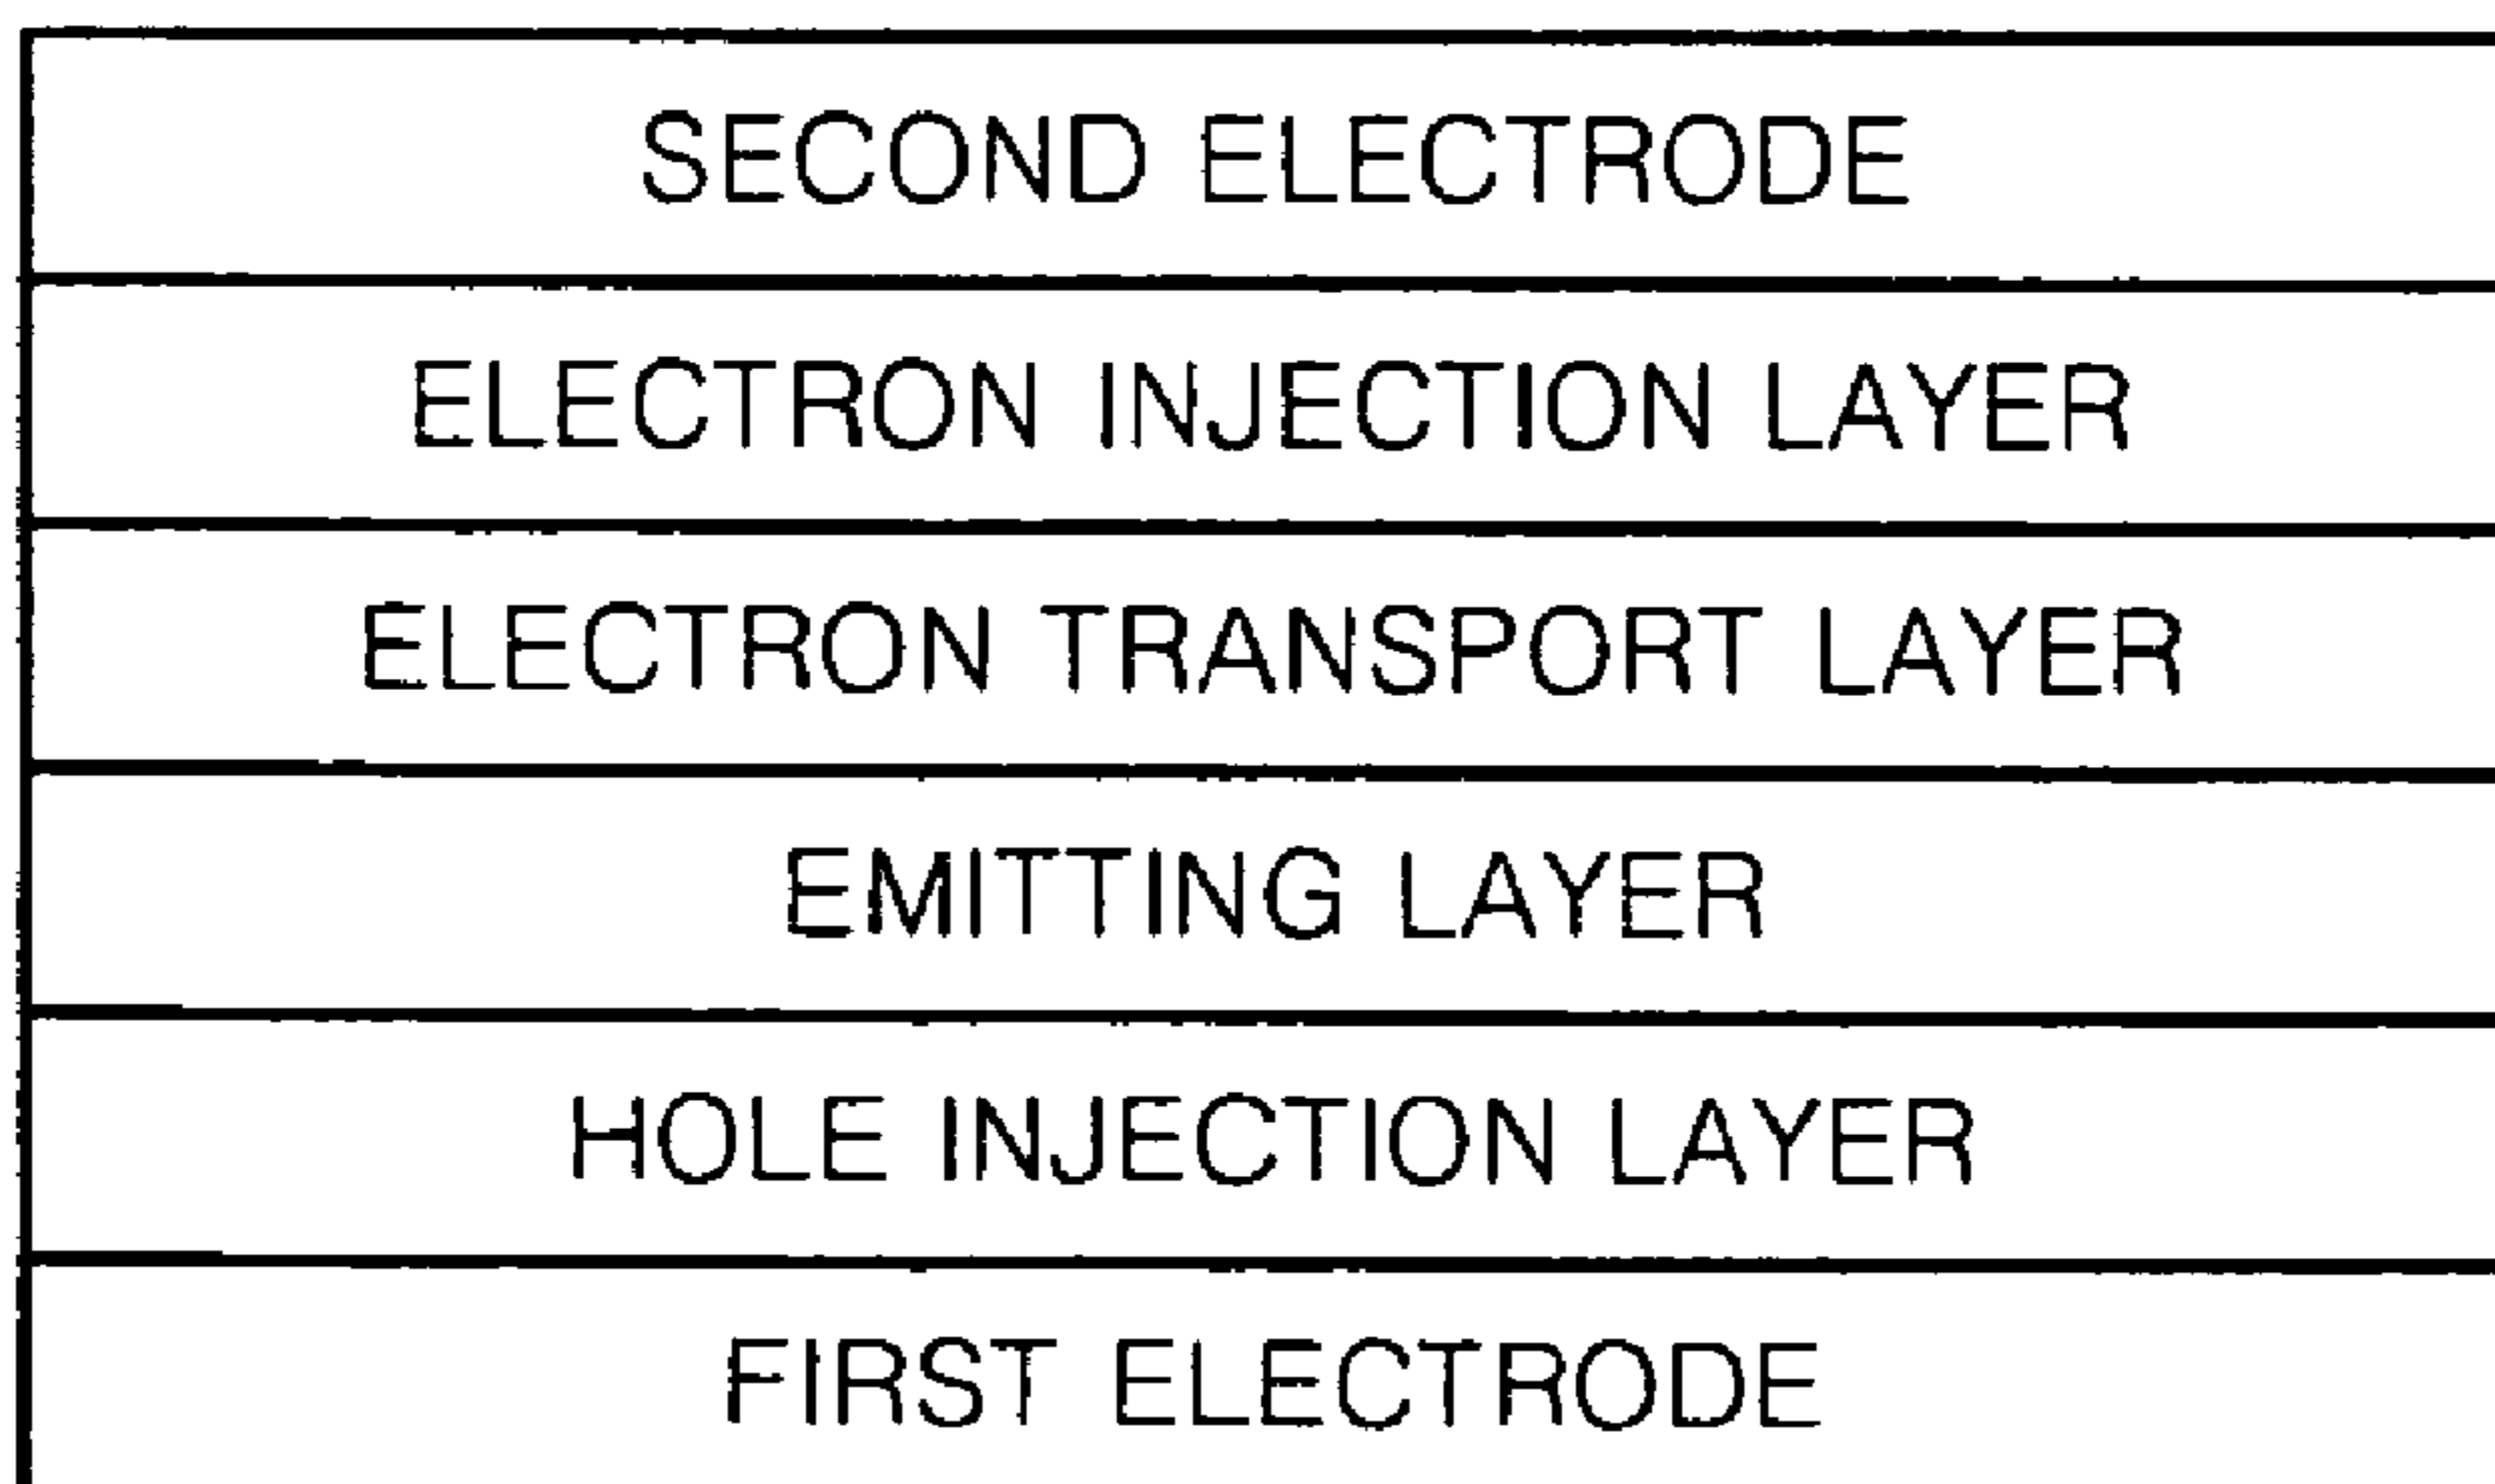 SECOND ELECTRODE
ELECTRON INJECTION LAYER
ELECTRON TRANSPORT LAYER
EMITTING LAYER
HOLE INJECTION LAYER
FIRST ELECTRODE